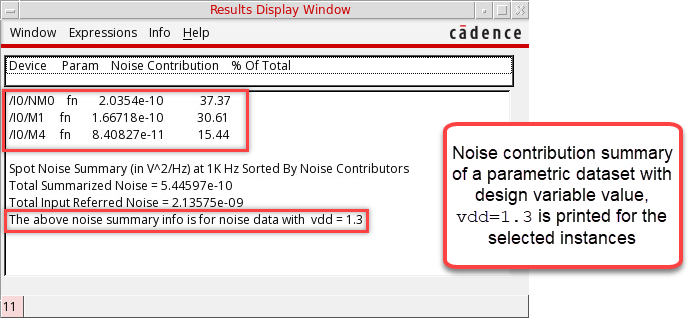 Results Display Window
Window Expressions Info Help cādence
Device Param Noise Contribution % Of Total
/I0/NM0 fn 2.0354e-10 37.37
/I0/M1 fn 1.66718e-10 30.61
/I0/M4 fn 8.40827e-11 15.44
Spot Noise Summary (in V^2/Hz) at 1K Hz Sorted By Noise Contributors
Total Summarized Noise = 5.44597e-10
Total Input Referred Noise = 2.13575e-09
The above noise summary info is for noise data with vdd = 1.3
11
Noise contribution summary
of a parametric dataset with
design variable value,
vdd=1.3 is printed for the
selected instances